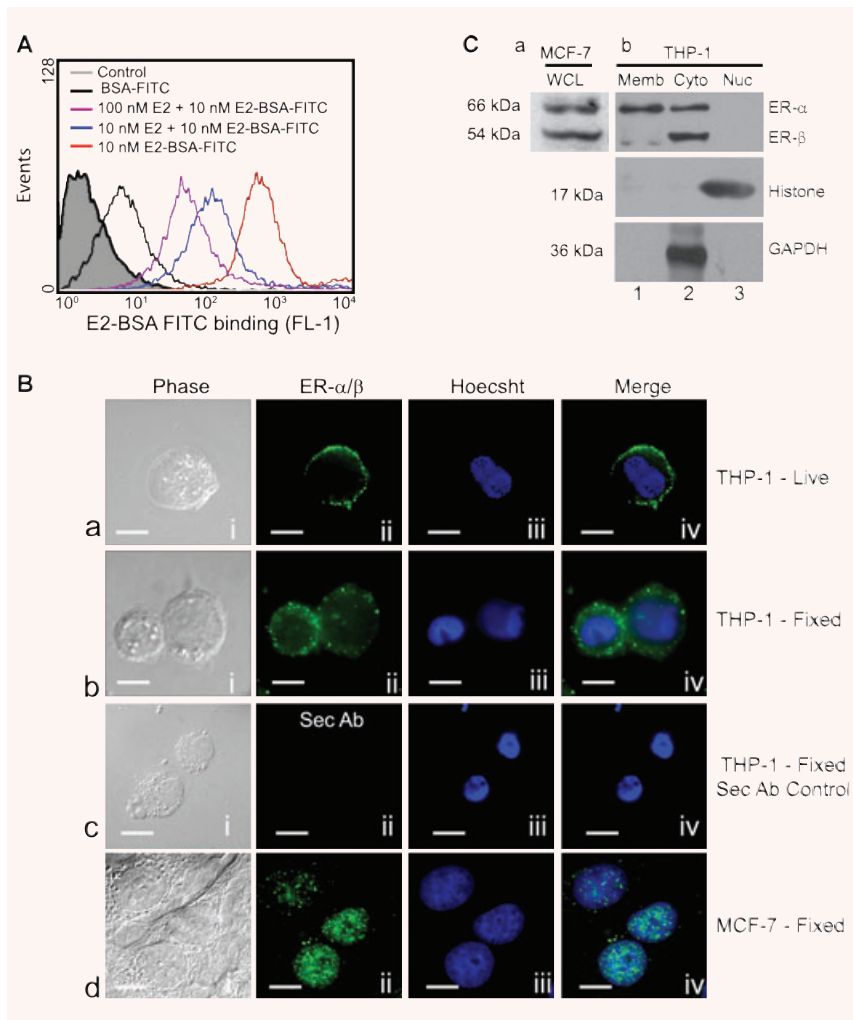 A
128
Events
0
Control
BSA-FITC
100 nM E2 + 10 nM E2-BSA-FITC
10 nM E2 + 10 nM E2-BSA-FITC
10 nM E2-BSA-FITC
10⁰ 10¹ 10² 10³ 10⁴
E2-BSA FITC binding (FL-1)
C a MCF-7 b THP-1
WCL Memb Cyto Nuc
66 kDa ER-α
54 kDa ER-β
17 kDa Histone
36 kDa GAPDH
1 2 3
B
Phase ER-α/β Hoecsht Merge
a i ii iii iv THP-1 - Live
b i ii iii iv THP-1 - Fixed
Sec Ab
c i ii iii iv THP-1 - Fixed
Sec Ab Control
d ii iii iv MCF-7 - Fixed